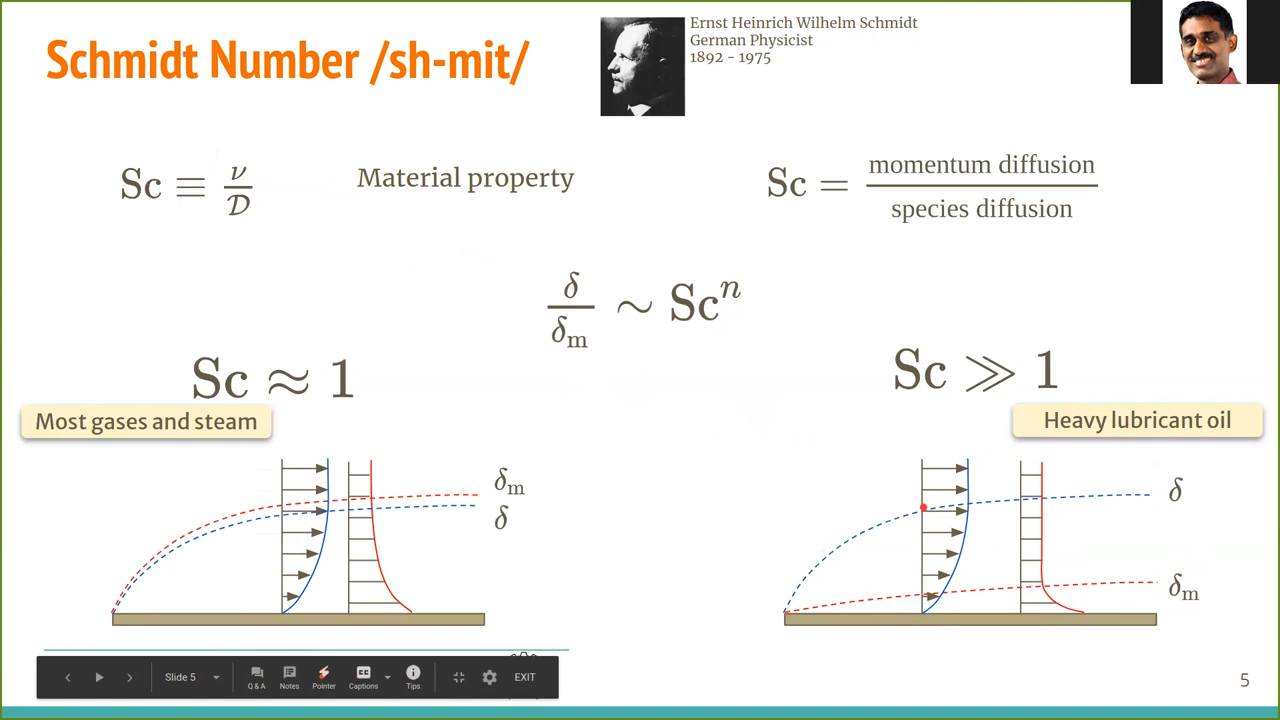 Schmidt Number /sh-mit/
Ernst Heinrich Wilhelm Schmidt
German Physicist
1892 - 1975
Sc ≡ ν/𝒟
Material property
Sc = momentum diffusion / species diffusion
δ/δm ∼ Scⁿ
Sc ≈ 1
Sc ≫ 1
Most gases and steam
Heavy lubricant oil
δm
δ
δ
δm
Slide 5
Q & A
Notes
Pointer
Captions
Tips
EXIT
5